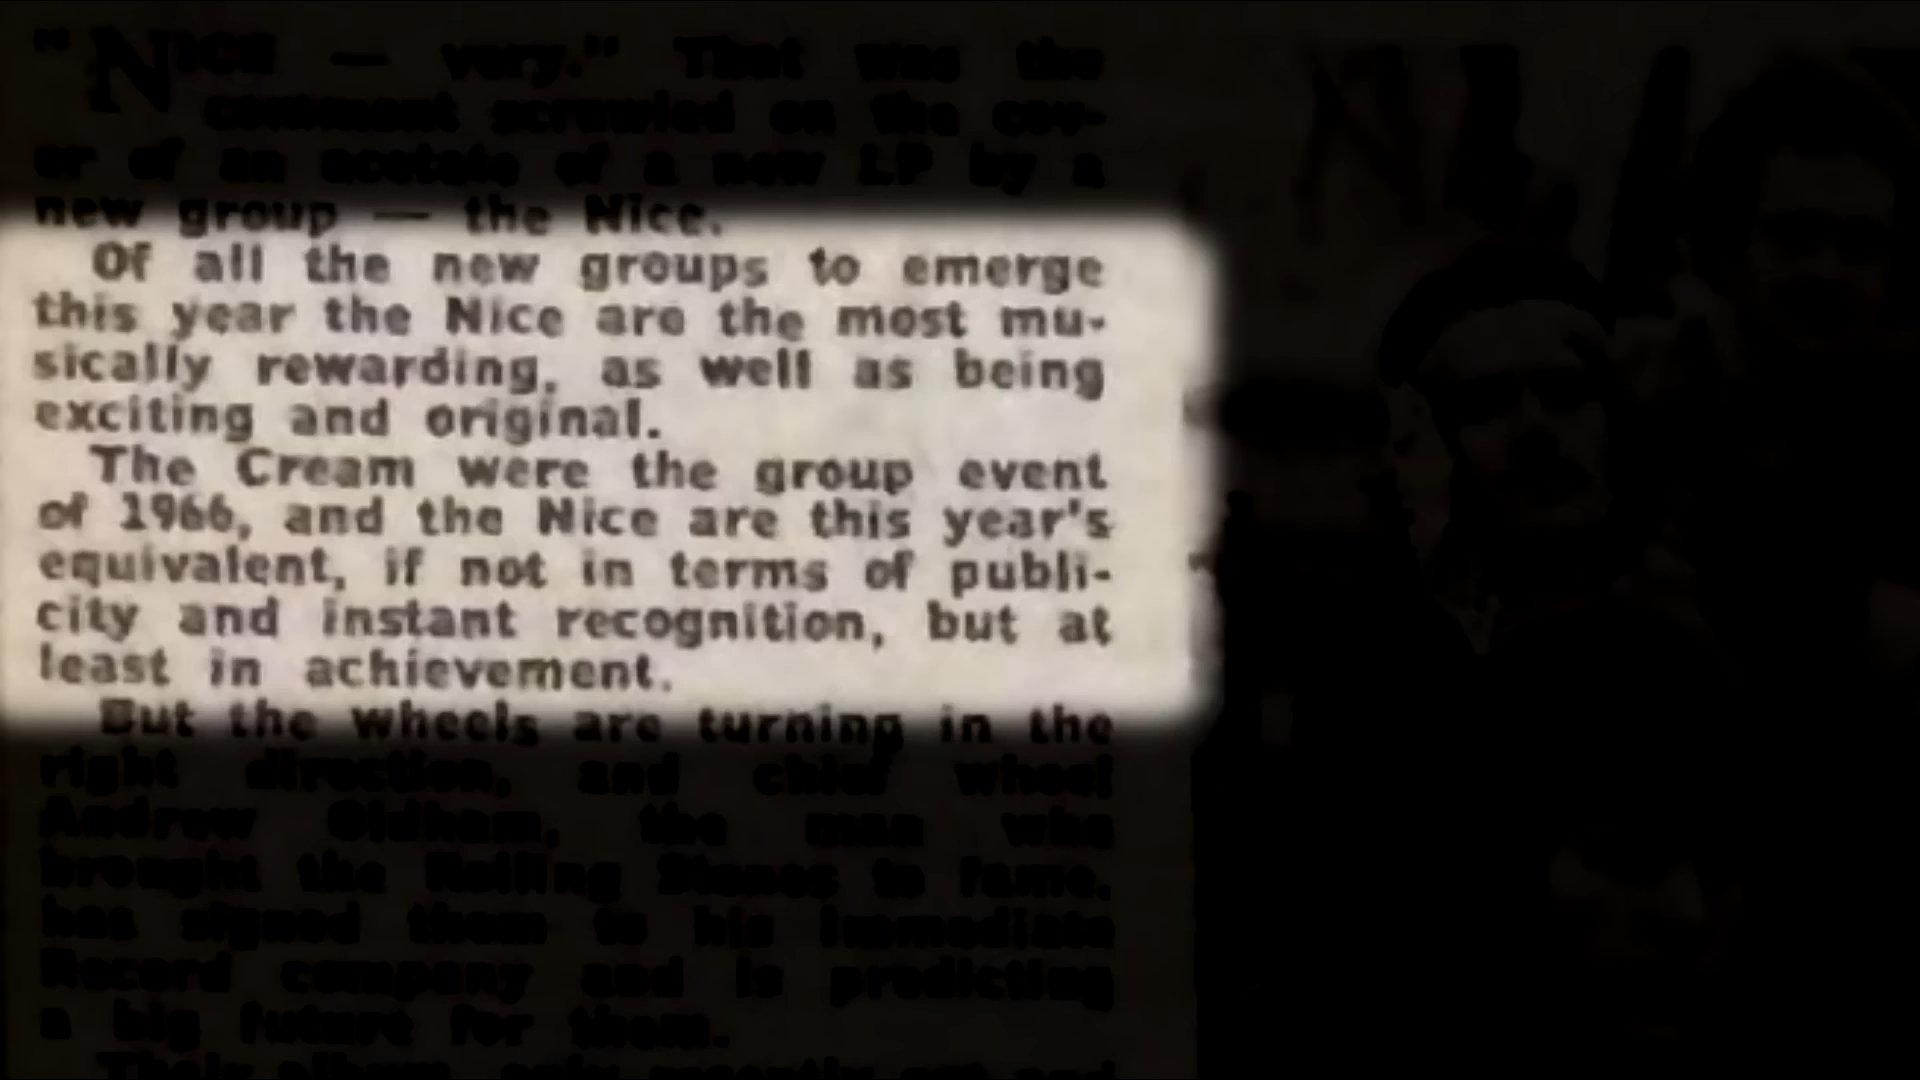 "NICE — very." That was the
comment scrawled on the cov-
er of an acetate of a new LP by a
new group — the Nice.
Of all the new groups to emerge
this year the Nice are the most mu-
sically rewarding, as well as being
exciting and original.
The Cream were the group event
of 1966, and the Nice are this year's
equivalent, if not in terms of publi-
city and instant recognition, but at
least in achievement.
But the wheels are turning in the
right direction, and chief wheel
Andrew Oldham, the man who
brought the Rolling Stones to fame,
has signed them to his Immediate
Record company and is predicting
a big future for them.
Their album, only recently cut and